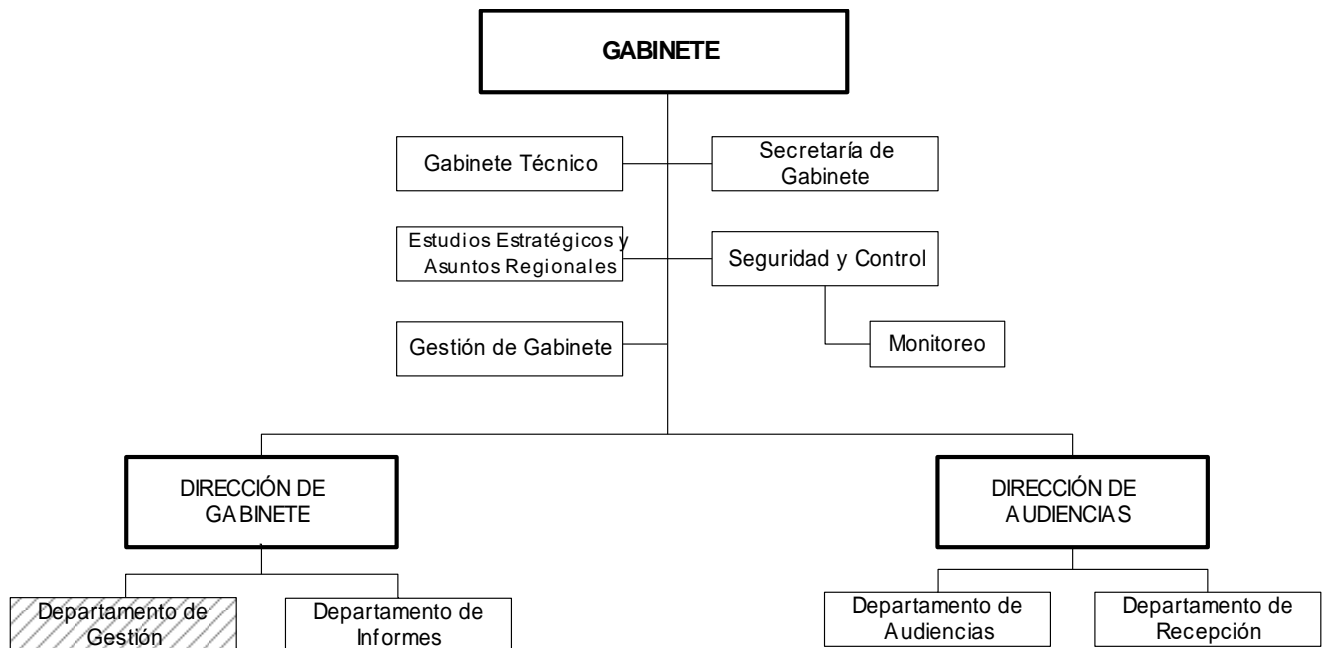 GABINETE
Gabinete Técnico
Secretaría de
Gabinete
Estudios Estratégicos y
Asuntos Regionales
Seguridad y Control
Gestión de Gabinete
Monitoreo
DIRECCIÓN DE
GABINETE
DIRECCIÓN DE
AUDIENCIAS
Departamento de
Gestión
Departamento de
Informes
Departamento de
Audiencias
Departamento de
Recepción